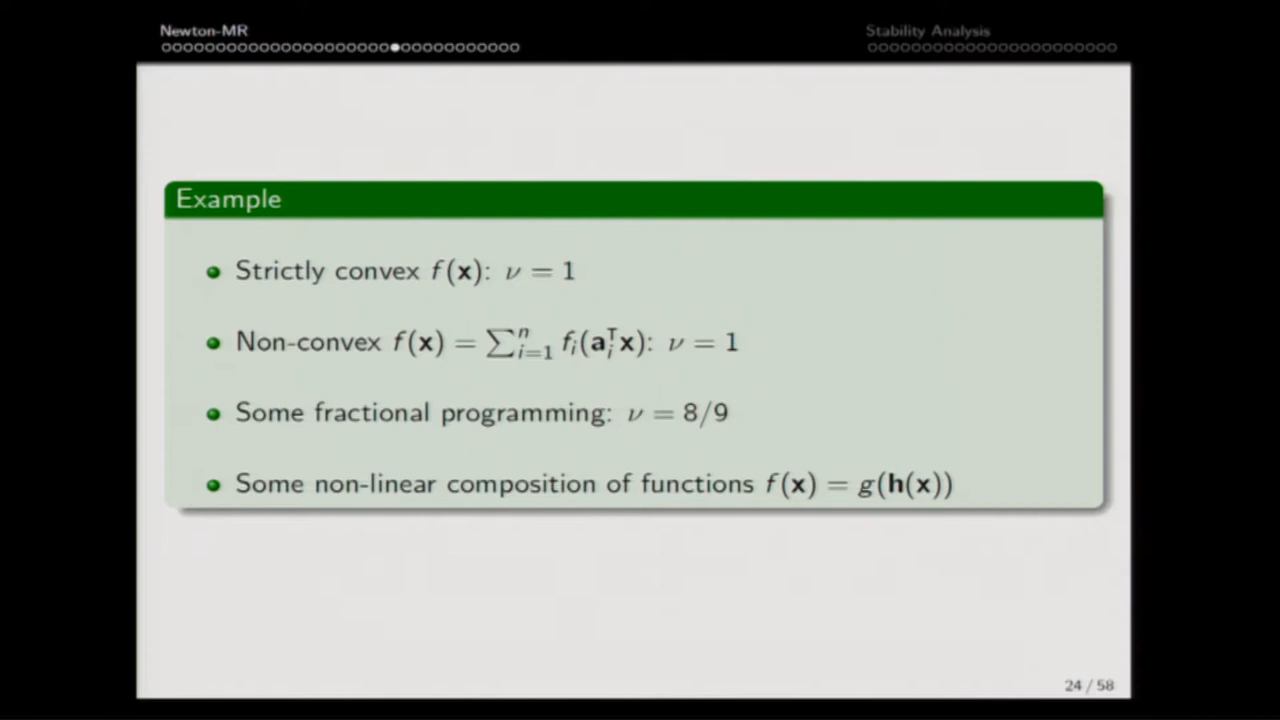 Newton-MR
Stability Analysis
Example
Strictly convex f(x): ν = 1
Non-convex f(x) = ∑ⁿᵢ₌₁ fᵢ(aᵢᵀx): ν = 1
Some fractional programming: ν = 8/9
Some non-linear composition of functions f(x) = g(h(x))
24 / 58